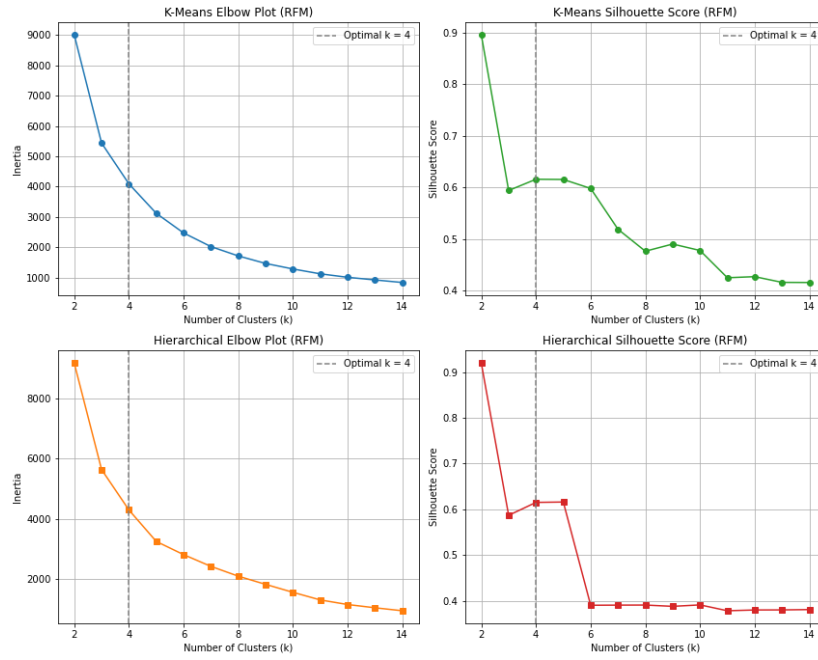 K-Means Elbow Plot (RFM)
Optimal k = 4
9000
8000
7000
6000
5000
4000
3000
2000
1000
Inertia
2 4 6 8 10 12 14
Number of Clusters (k)
K-Means Silhouette Score (RFM)
Optimal k = 4
0.9
0.8
0.7
0.6
0.5
0.4
Silhouette Score
2 4 6 8 10 12 14
Number of Clusters (k)
Hierarchical Elbow Plot (RFM)
Optimal k = 4
8000
6000
4000
2000
Inertia
2 4 6 8 10 12 14
Number of Clusters (k)
Hierarchical Silhouette Score (RFM)
Optimal k = 4
0.9
0.8
0.7
0.6
0.5
0.4
Silhouette Score
2 4 6 8 10 12 14
Number of Clusters (k)